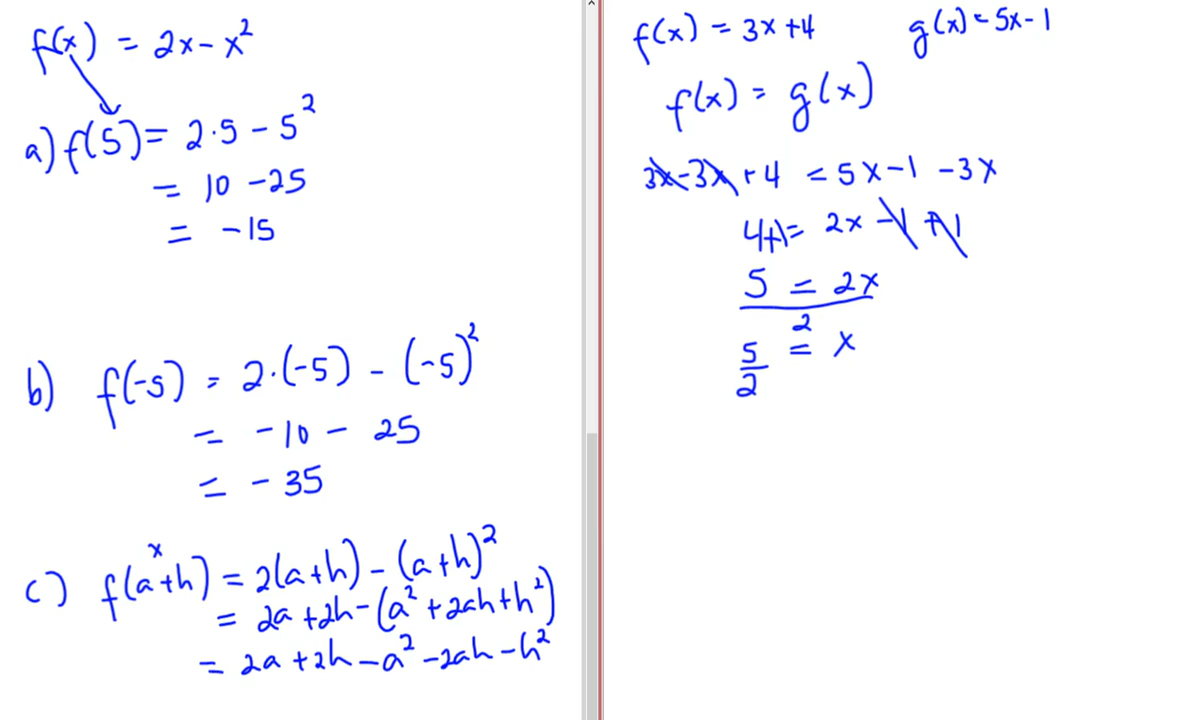 f(x) = 2x - x²
a) f(5) = 2·5 - 5²
= 10 - 25
= -15
b) f(-5) = 2·(-5) - (-5)²
= -10 - 25
= -35
x
c) f(a+h) = 2(a+h) - (a+h)²
= 2a + 2h - (a² + 2ah + h²)
= 2a + 2h - a² - 2ah - h²
f(x) = 3x + 4 g(x) = 5x - 1
f(x) = g(x)
3x - 3x + 4 = 5x - 1 - 3x
4+1 = 2x - 1 + 1
5 = 2x
2
5/2 = x